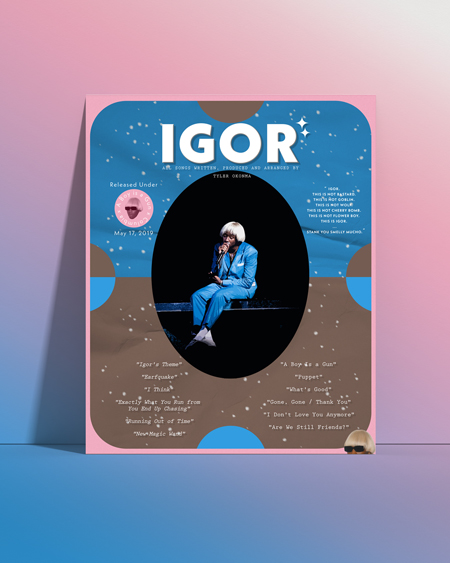 IGOR
ALL SONGS WRITTEN, PRODUCED AND ARRANGED BY
TYLER OKONMA
Released Under
May 17, 2019
IGOR.
THIS IS NOT BASTARD.
THIS IS NOT GOBLIN.
THIS IS NOT WOLF.
THIS IS NOT CHERRY BOMB.
THIS IS NOT FLOWER BOY.
THIS IS IGOR.
THANK YOU SMELLY MUCHO.
"Igor's Theme"
"Earfquake"
"I Think"
"Exactly What You Run from
You End Up Chasing"
"Running Out of Time"
"New Magic Wand"
"A Boy Is a Gun"
"Puppet"
"What's Good"
"Gone, Gone / Thank You"
"I Don't Love You Anymore"
"Are We Still Friends?"